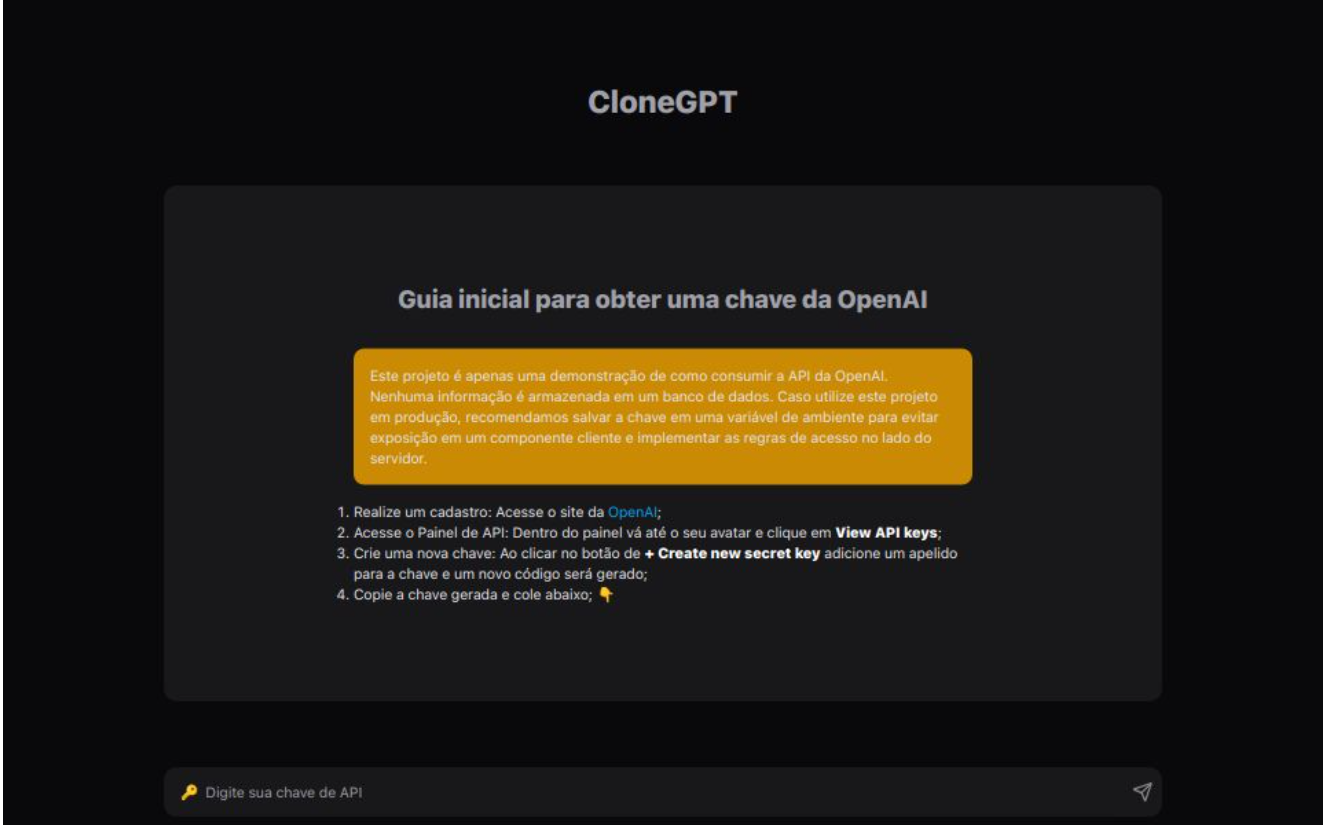 CloneGPT
Guia inicial para obter uma chave da OpenAI
Este projeto é apenas uma demonstração de como consumir a API da OpenAI.
Nenhuma informação é armazenada em um banco de dados. Caso utilize este projeto
em produção, recomendamos salvar a chave em uma variável de ambiente para evitar
exposição em um componente cliente e implementar as regras de acesso no lado do
servidor.
1. Realize um cadastro: Acesse o site da OpenAI;
2. Acesse o Painel de API: Dentro do painel vá até o seu avatar e clique em View API keys;
3. Crie uma nova chave: Ao clicar no botão de + Create new secret key adicione um apelido
para a chave e um novo código será gerado;
4. Copie a chave gerada e cole abaixo; 👇
🔑 Digite sua chave de API